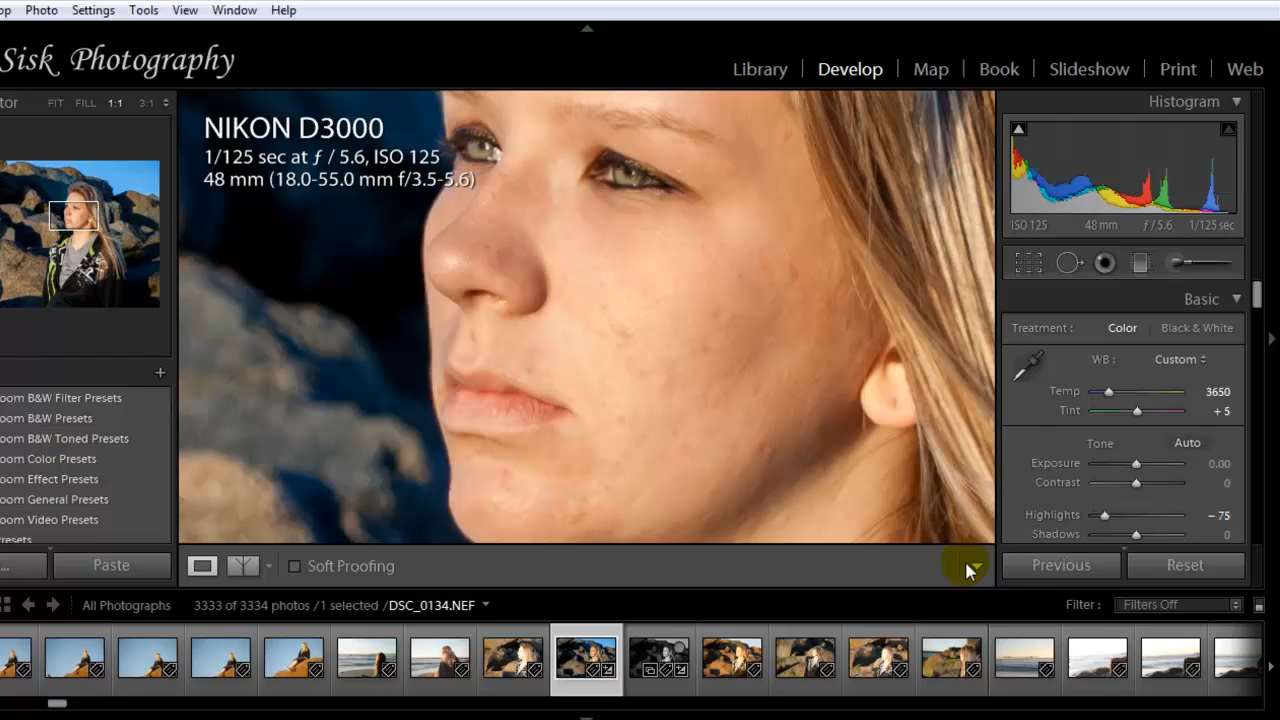 op Photo Settings Tools View Window Help
Sisk Photography
Library Develop Map Book Slideshow Print Web
tor FIT FILL 1:1 3:1
Histogram
NIKON D3000
1/125 sec at ƒ / 5.6, ISO 125
48 mm (18.0-55.0 mm f/3.5-5.6)
ISO 125 48 mm ƒ / 5.6 1/125 sec
Basic
Treatment : Color Black & White
WB : Custom
Temp 3650
Tint + 5
Tone Auto
Exposure 0.00
Contrast 0
Highlights – 75
Shadows 0
oom B&W Filter Presets
oom B&W Presets
oom B&W Toned Presets
oom Color Presets
oom Effect Presets
oom General Presets
oom Video Presets
Presets
... Paste
Soft Proofing
Previous Reset
All Photographs 3333 of 3334 photos /1 selected /DSC_0134.NEF
Filter : Filters Off